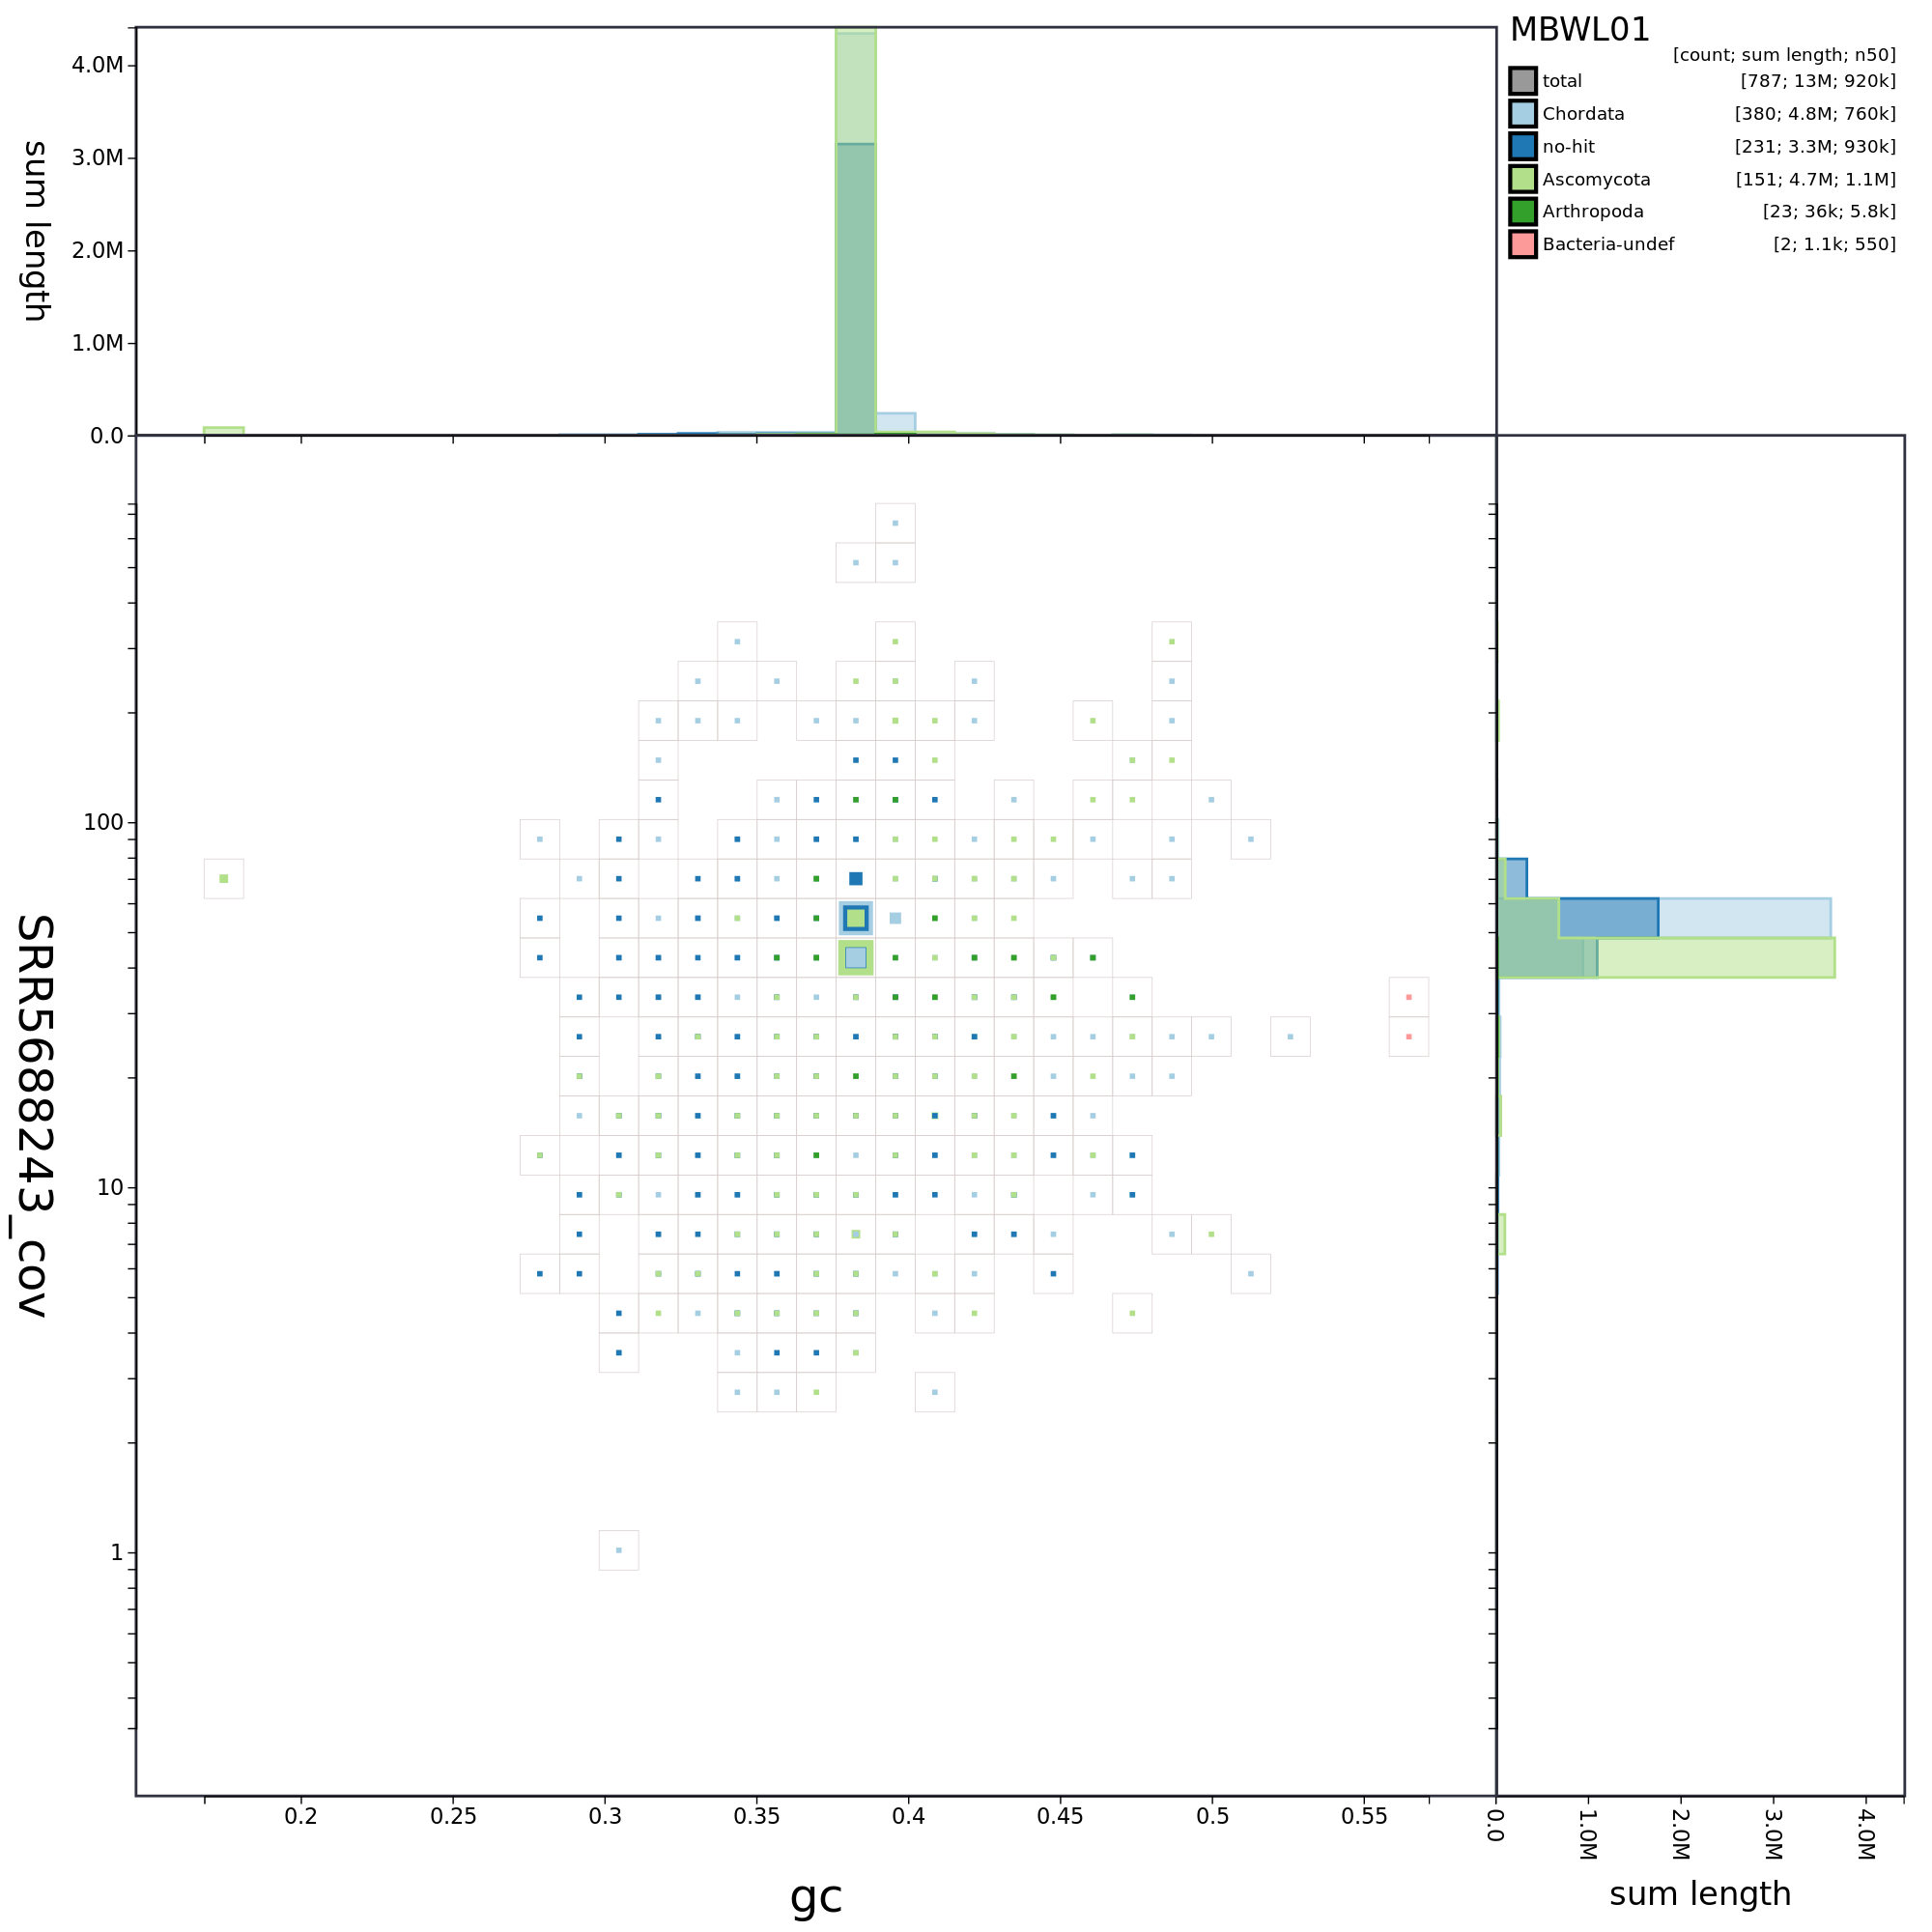 MBWL01
[count; sum length; n50]
total [787; 13M; 920k]
Chordata [380; 4.8M; 760k]
no-hit [231; 3.3M; 930k]
Ascomycota [151; 4.7M; 1.1M]
Arthropoda [23; 36k; 5.8k]
Bacteria-undef [2; 1.1k; 550]
sum length
4.0M
3.0M
2.0M
1.0M
0.0
SRR5688243_cov
100
10
1
0.2 0.25 0.3 0.35 0.4 0.45 0.5 0.55
gc
0.0 1.0M 2.0M 3.0M 4.0M
sum length